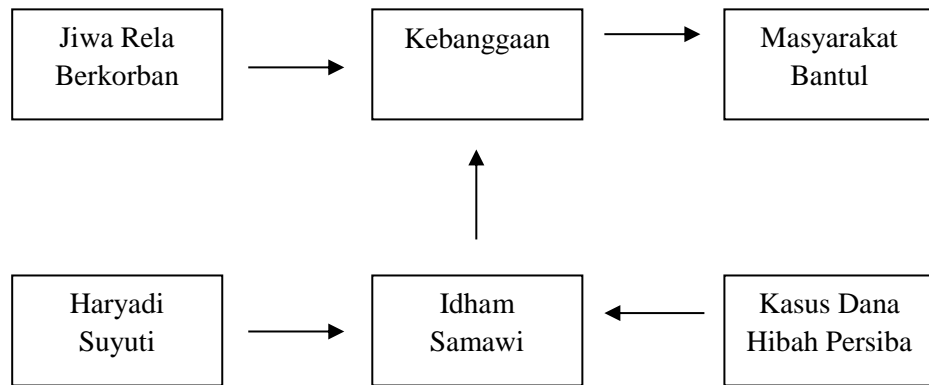 Jiwa Rela
Berkorban
Kebanggaan
Masyarakat
Bantul
Haryadi
Suyuti
Idham
Samawi
Kasus Dana
Hibah Persiba